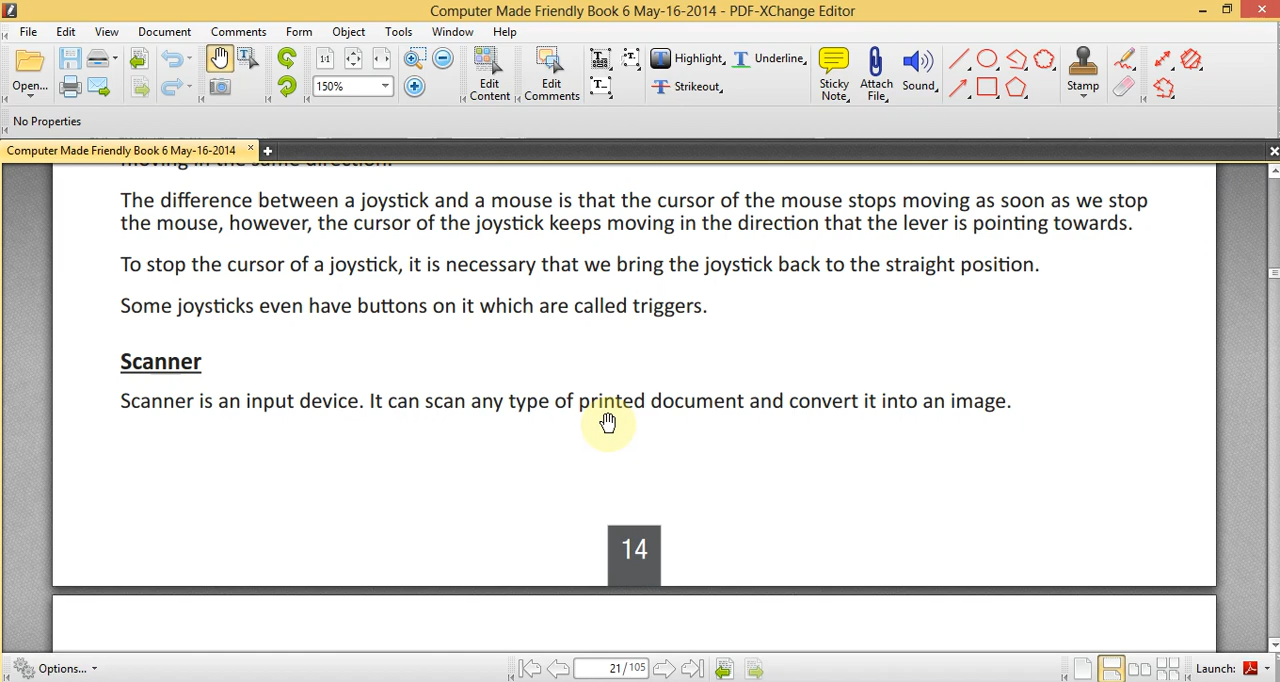 Computer Made Friendly Book 6 May-16-2014 - PDF-XChange Editor
File Edit View Document Comments Form Object Tools Window Help
Open...
1:1
150%
Edit Content
Edit Comments
Highlight
Underline
Strikeout
Sticky Note
Attach File
Sound
Stamp
No Properties
Computer Made Friendly Book 6 May-16-2014
moving in the same direction.
The difference between a joystick and a mouse is that the cursor of the mouse stops moving as soon as we stop
the mouse, however, the cursor of the joystick keeps moving in the direction that the lever is pointing towards.
To stop the cursor of a joystick, it is necessary that we bring the joystick back to the straight position.
Some joysticks even have buttons on it which are called triggers.
Scanner
Scanner is an input device. It can scan any type of printed document and convert it into an image.
14
Options...
21/105
Launch: